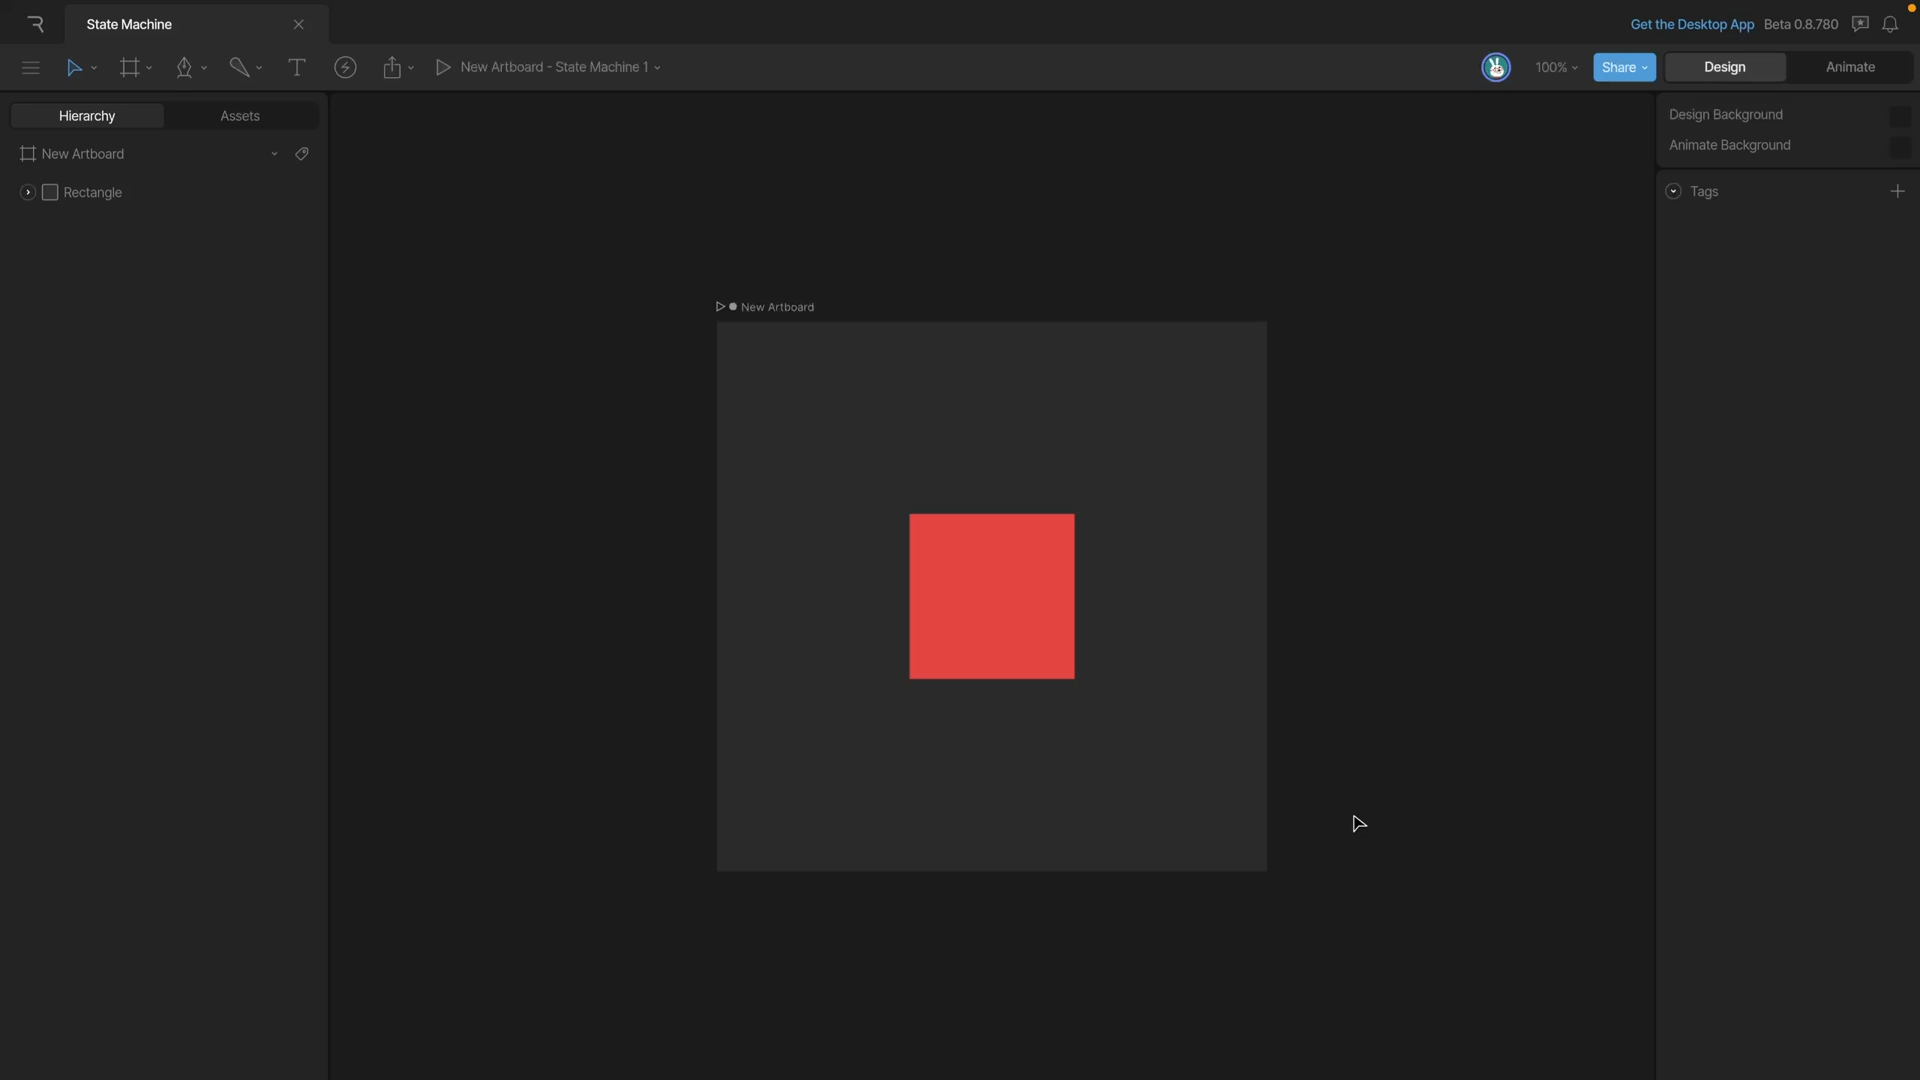 State Machine
Get the Desktop App Beta 0.8.780
New Artboard - State Machine 1
100%
Share
Design
Animate
Hierarchy
Assets
New Artboard
Rectangle
New Artboard
Design Background
Animate Background
Tags